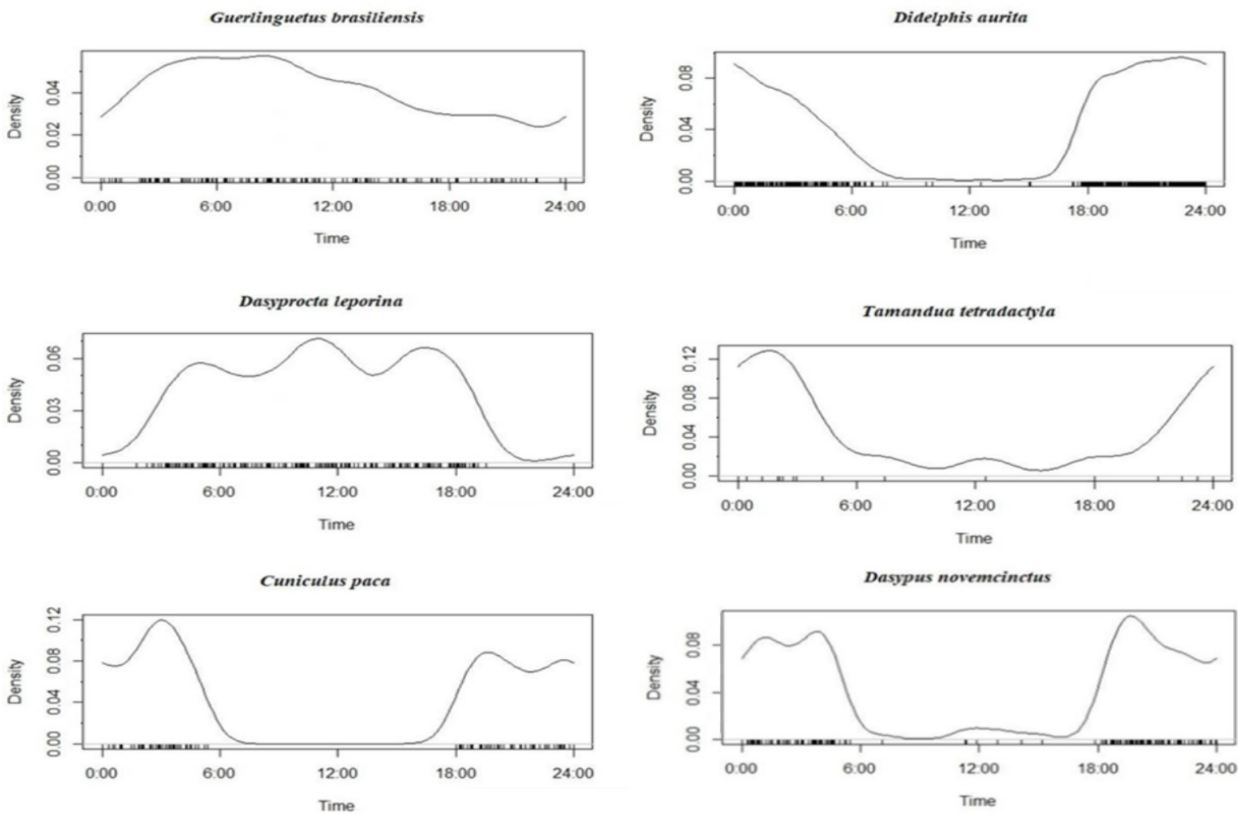 Guerlinguetus brasiliensis
Density
0.04
0.02
0.00
0:00 6:00 12:00 18:00 24:00
Time
Didelphis aurita
Density
0.08
0.04
0.00
0:00 6:00 12:00 18:00 24:00
Time
Dasyprocta leporina
Density
0.06
0.03
0.00
0:00 6:00 12:00 18:00 24:00
Time
Tamandua tetradactyla
Density
0.12
0.08
0.04
0.00
0:00 6:00 12:00 18:00 24:00
Time
Cuniculus paca
Density
0.12
0.08
0.04
0.00
0:00 6:00 12:00 18:00 24:00
Time
Dasypus novemcinctus
Density
0.08
0.04
0.00
0:00 6:00 12:00 18:00 24:00
Time